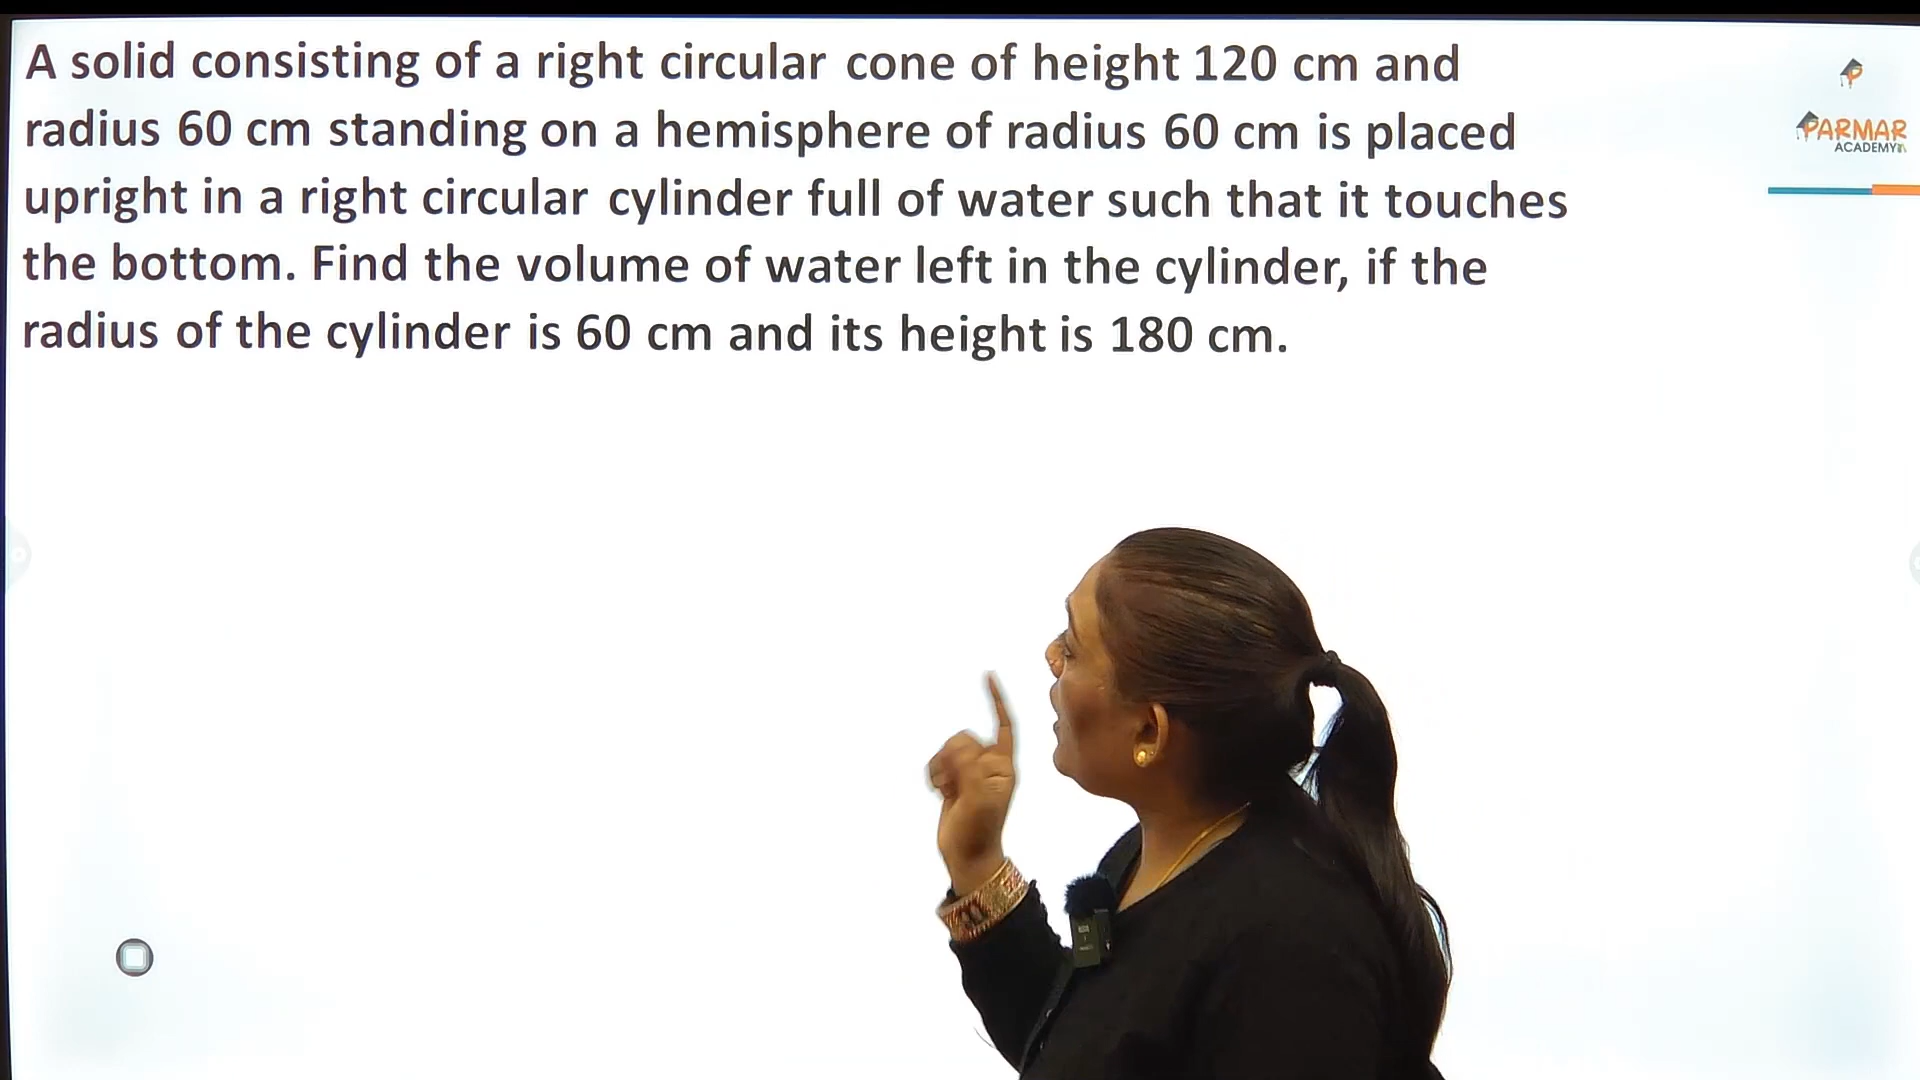 A solid consisting of a right circular cone of height 120 cm and
radius 60 cm standing on a hemisphere of radius 60 cm is placed
upright in a right circular cylinder full of water such that it touches
the bottom. Find the volume of water left in the cylinder, if the
radius of the cylinder is 60 cm and its height is 180 cm.
PARMAR
ACADEMY